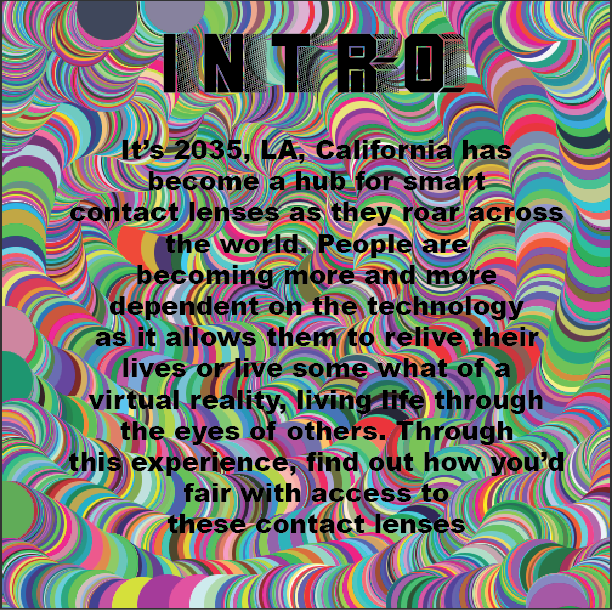 INTRO
It's 2035, LA, California has
become a hub for smart
contact lenses as they roar across
the world. People are
becoming more and more
dependent on the technology
as it allows them to relive their
lives or live some what of a
virtual reality, living life through
the eyes of others. Through
this experience, find out how you'd
fair with access to
these contact lenses